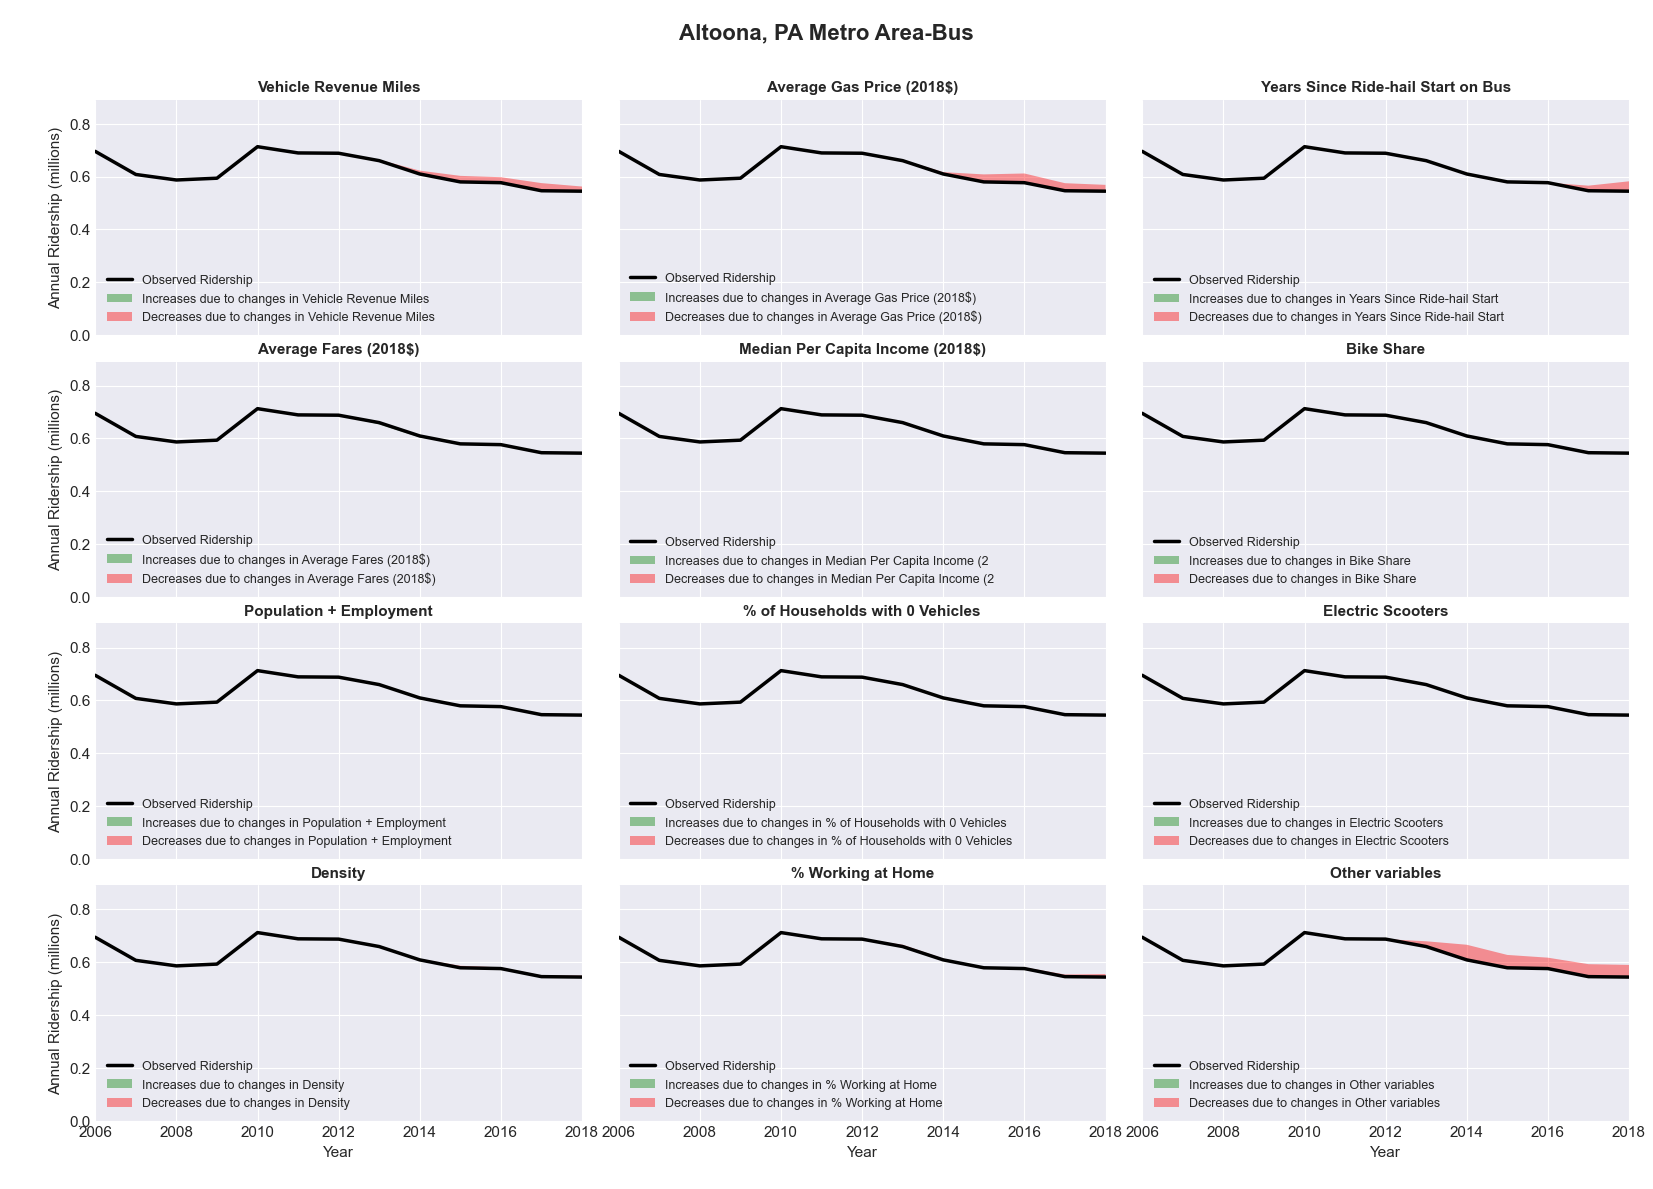 Altoona, PA Metro Area-Bus
Vehicle Revenue Miles
Annual Ridership (millions)
0.8
0.6
0.4
0.2
0.0
Observed Ridership
Increases due to changes in Vehicle Revenue Miles
Decreases due to changes in Vehicle Revenue Miles
Average Gas Price (2018$)
Observed Ridership
Increases due to changes in Average Gas Price (2018$)
Decreases due to changes in Average Gas Price (2018$)
Years Since Ride-hail Start on Bus
Observed Ridership
Increases due to changes in Years Since Ride-hail Start
Decreases due to changes in Years Since Ride-hail Start
Average Fares (2018$)
Annual Ridership (millions)
0.8
0.6
0.4
0.2
0.0
Observed Ridership
Increases due to changes in Average Fares (2018$)
Decreases due to changes in Average Fares (2018$)
Median Per Capita Income (2018$)
Observed Ridership
Increases due to changes in Median Per Capita Income (2
Decreases due to changes in Median Per Capita Income (2
Bike Share
Observed Ridership
Increases due to changes in Bike Share
Decreases due to changes in Bike Share
Population + Employment
Annual Ridership (millions)
0.8
0.6
0.4
0.2
0.0
Observed Ridership
Increases due to changes in Population + Employment
Decreases due to changes in Population + Employment
% of Households with 0 Vehicles
Observed Ridership
Increases due to changes in % of Households with 0 Vehicles
Decreases due to changes in % of Households with 0 Vehicles
Electric Scooters
Observed Ridership
Increases due to changes in Electric Scooters
Decreases due to changes in Electric Scooters
Density
Annual Ridership (millions)
0.8
0.6
0.4
0.2
0.0
Observed Ridership
Increases due to changes in Density
Decreases due to changes in Density
2006 2008 2010 2012 2014 2016 2018
Year
% Working at Home
Observed Ridership
Increases due to changes in % Working at Home
Decreases due to changes in % Working at Home
2006 2008 2010 2012 2014 2016 2018
Year
Other variables
Observed Ridership
Increases due to changes in Other variables
Decreases due to changes in Other variables
2006 2008 2010 2012 2014 2016 2018
Year